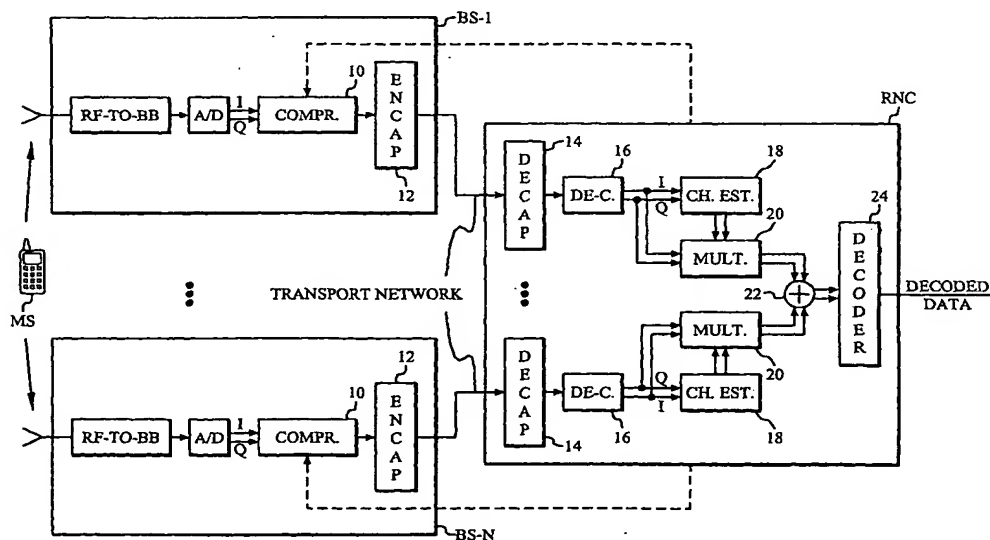 BS-1
10
12
RF-TO-BB
A/D
I
Q
COMPR.
ENCAP
RNC
14
DECAP
16
DE-C.
I
Q
18
CH. EST.
20
MULT.
24
DECODER
22
+
DECODED
DATA
MS
TRANSPORT NETWORK
MULT.
20
12
10
RF-TO-BB
A/D
I
Q
COMPR.
ENCAP
DECAP
14
DE-C.
16
Q
I
CH. EST.
18
BS-N